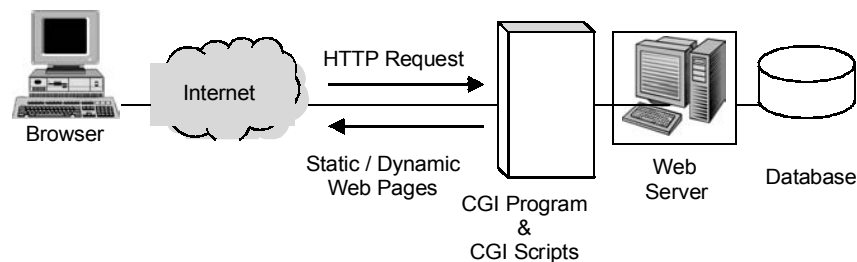 HTTP Request
Internet
Browser
Static / Dynamic
Web Pages
CGI Program
&
CGI Scripts
Web
Server
Database